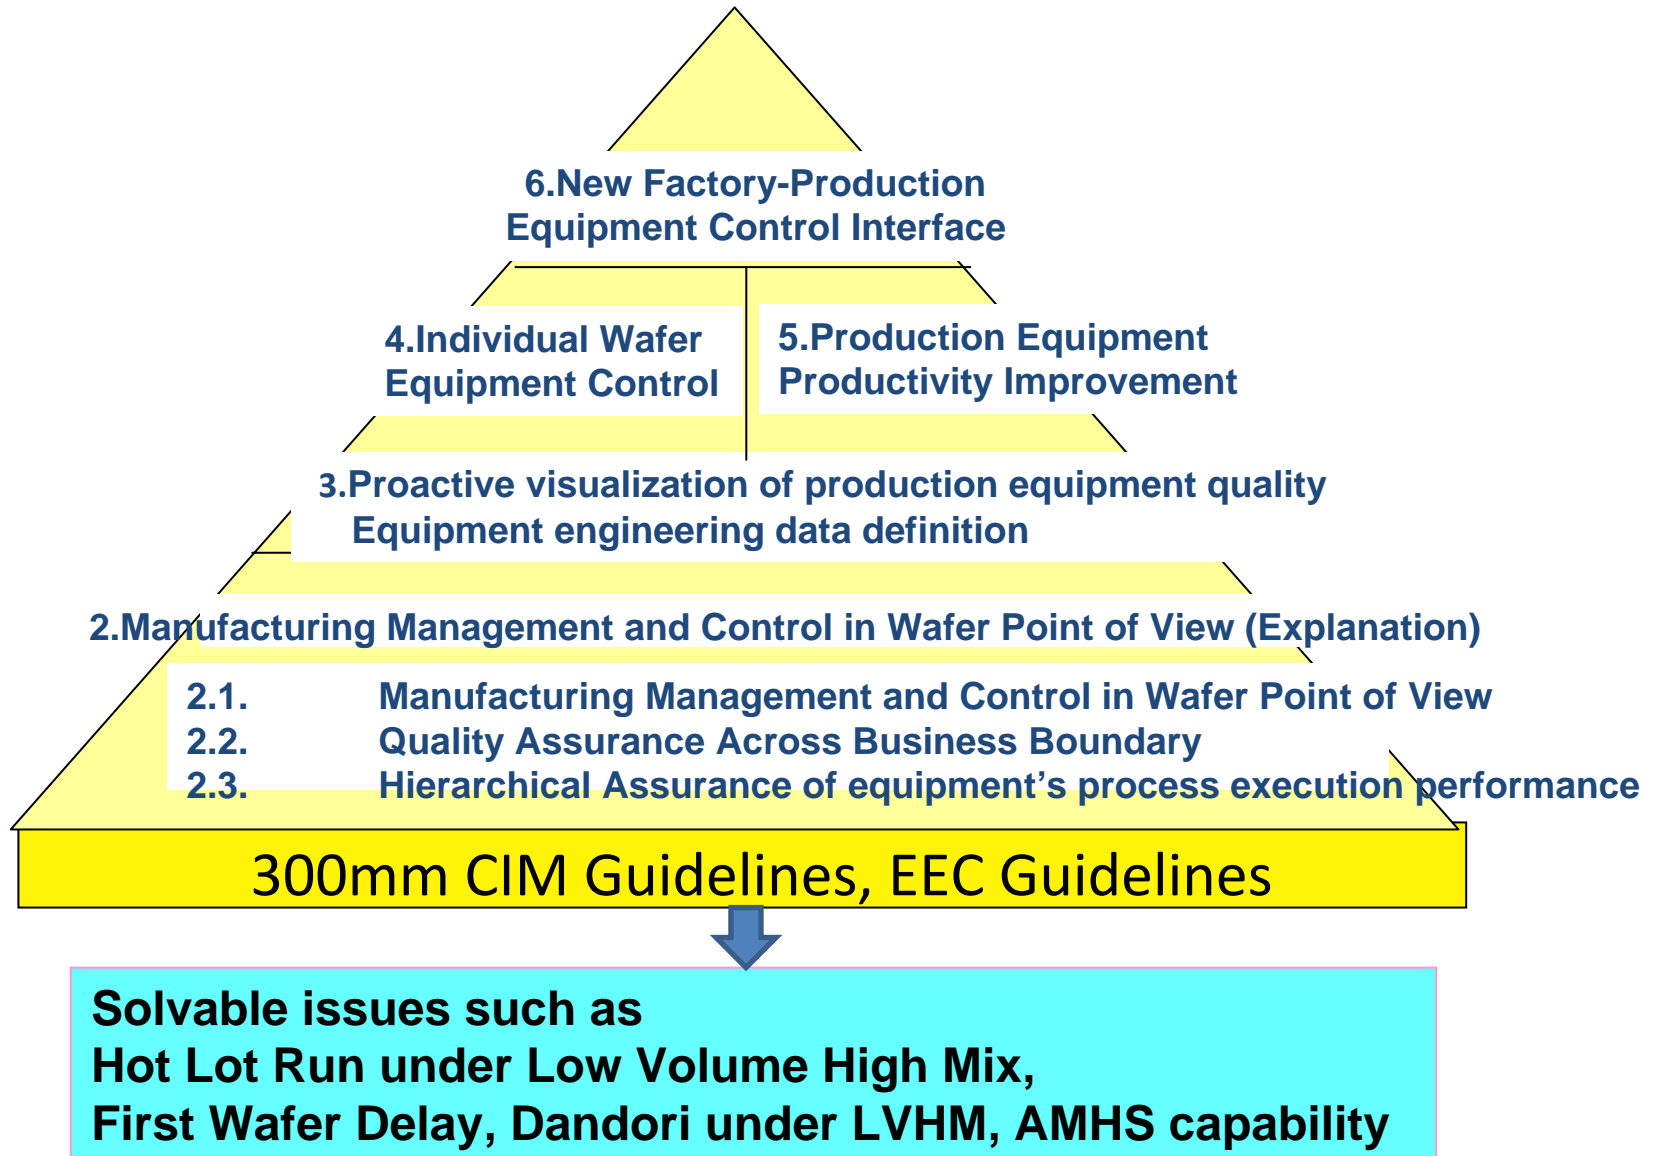 6.New Factory-Production
Equipment Control Interface
4.Individual Wafer
Equipment Control
5.Production Equipment
Productivity Improvement
3.Proactive visualization of production equipment quality
Equipment engineering data definition
2.Manufacturing Management and Control in Wafer Point of View (Explanation)
2.1. Manufacturing Management and Control in Wafer Point of View
2.2. Quality Assurance Across Business Boundary
2.3. Hierarchical Assurance of equipment’s process execution performance
300mm CIM Guidelines, EEC Guidelines
Solvable issues such as
Hot Lot Run under Low Volume High Mix,
First Wafer Delay, Dandori under LVHM, AMHS capability